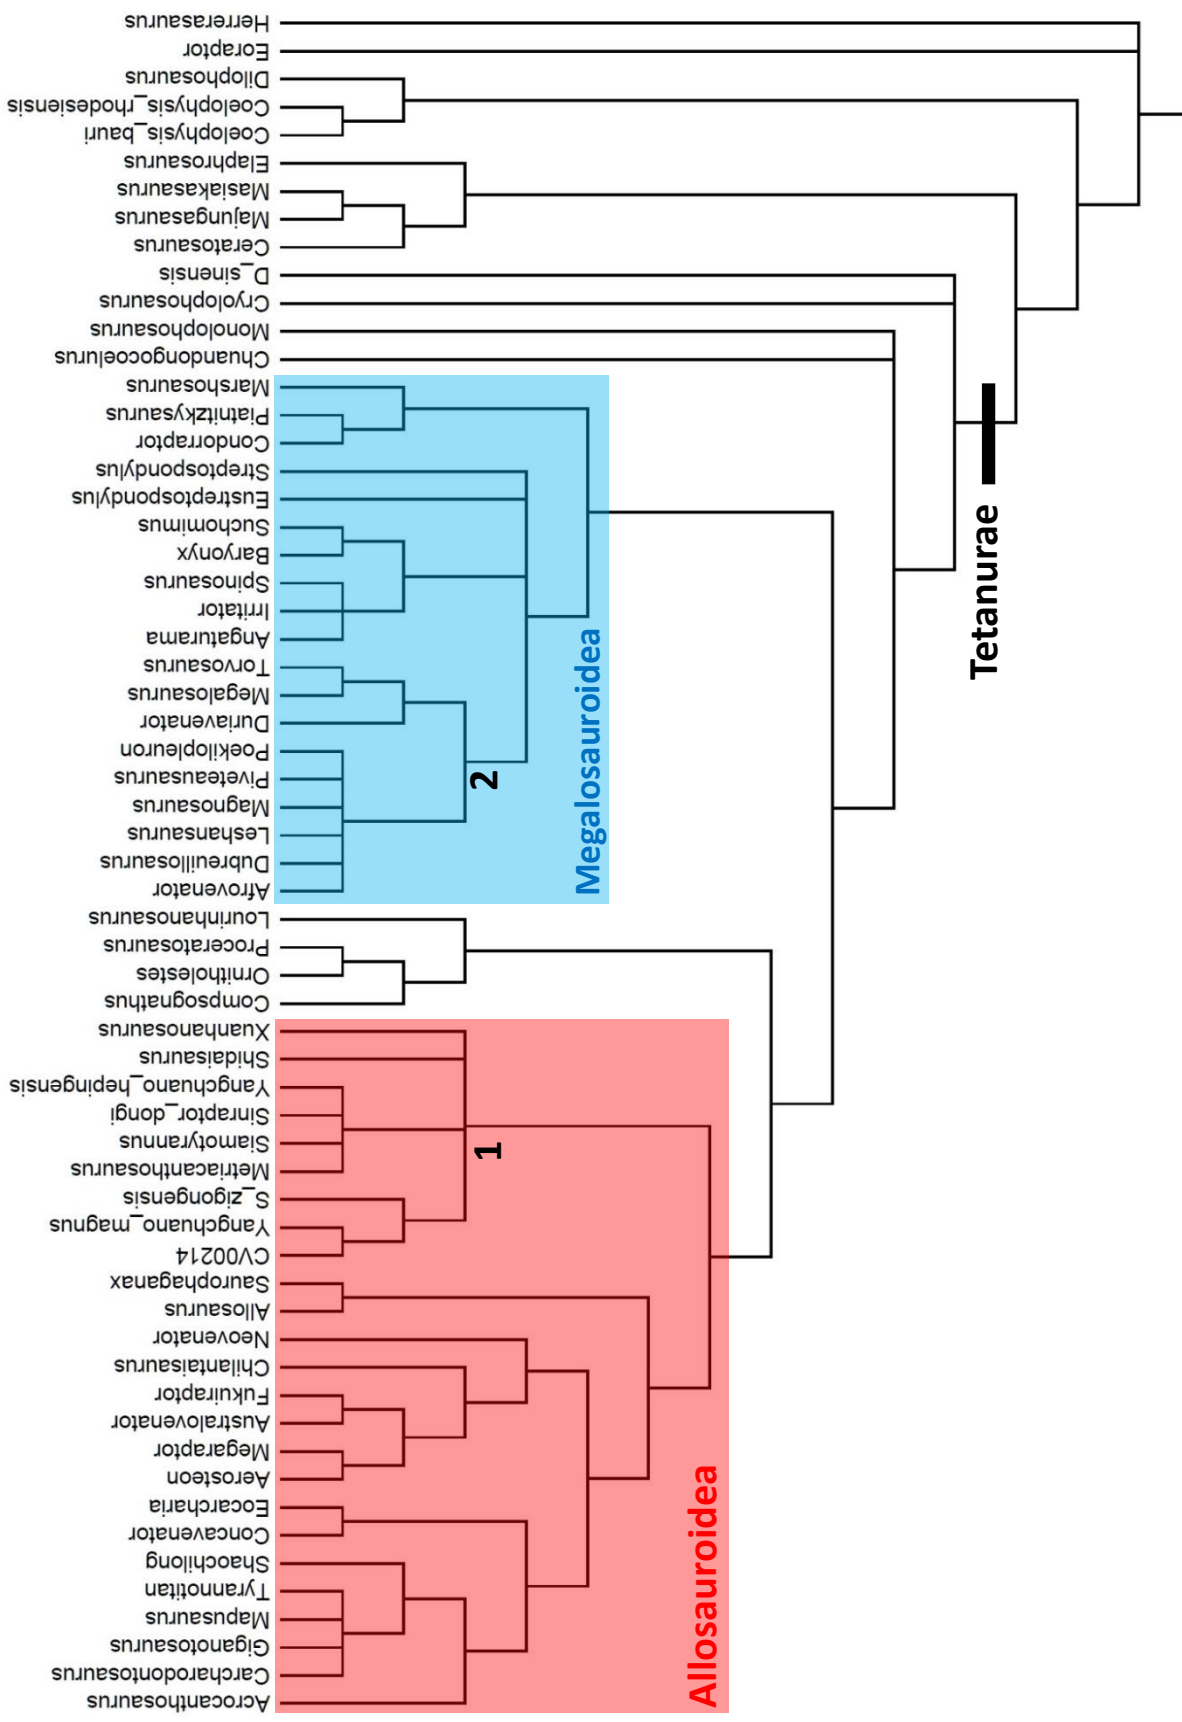 Herrerasaurus
Eoraptor
Dilophosaurus
Coelophysis_rhodesiensis
Coelophysis_bauri
Elaphrosaurus
Masiakasaurus
Majungasaurus
Ceratosaurus
D_sinensis
Cryolophosaurus
Monolophosaurus
Chuandongocoelurus
Marshosaurus
Piatnitzkysaurus
Condorraptor
Streptospondylus
Eustreptospondylus
Suchomimus
Baryonyx
Spinosaurus
Irritator
Angaturama
Torvosaurus
Megalosaurus
Duriavenator
Poekilopleuron
Piveteausaurus
Magnosaurus
Leshansaurus
Dubreuillosaurus
Afrovenator
Lourinhanosaurus
Proceratosaurus
Ornitholestes
Compsognathus
Xuanhanosaurus
Shidaisaurus
Yangchuano_hepingensis
Sinraptor_dongi
Siamotyrannus
Metriacanthosaurus
S_zigongensis
Yangchuano_magnus
CV00214
Saurophaganax
Allosaurus
Neovenator
Chilantaisaurus
Fukuiraptor
Australovenator
Megaraptor
Aerosteon
Eocarcharia
Concavenator
Shaochilong
Tyrannotitan
Mapusaurus
Giganotosaurus
Carcharodontosaurus
Acrocanthosaurus
Tetanurae
2
Megalosauroidea
1
Allosauroidea